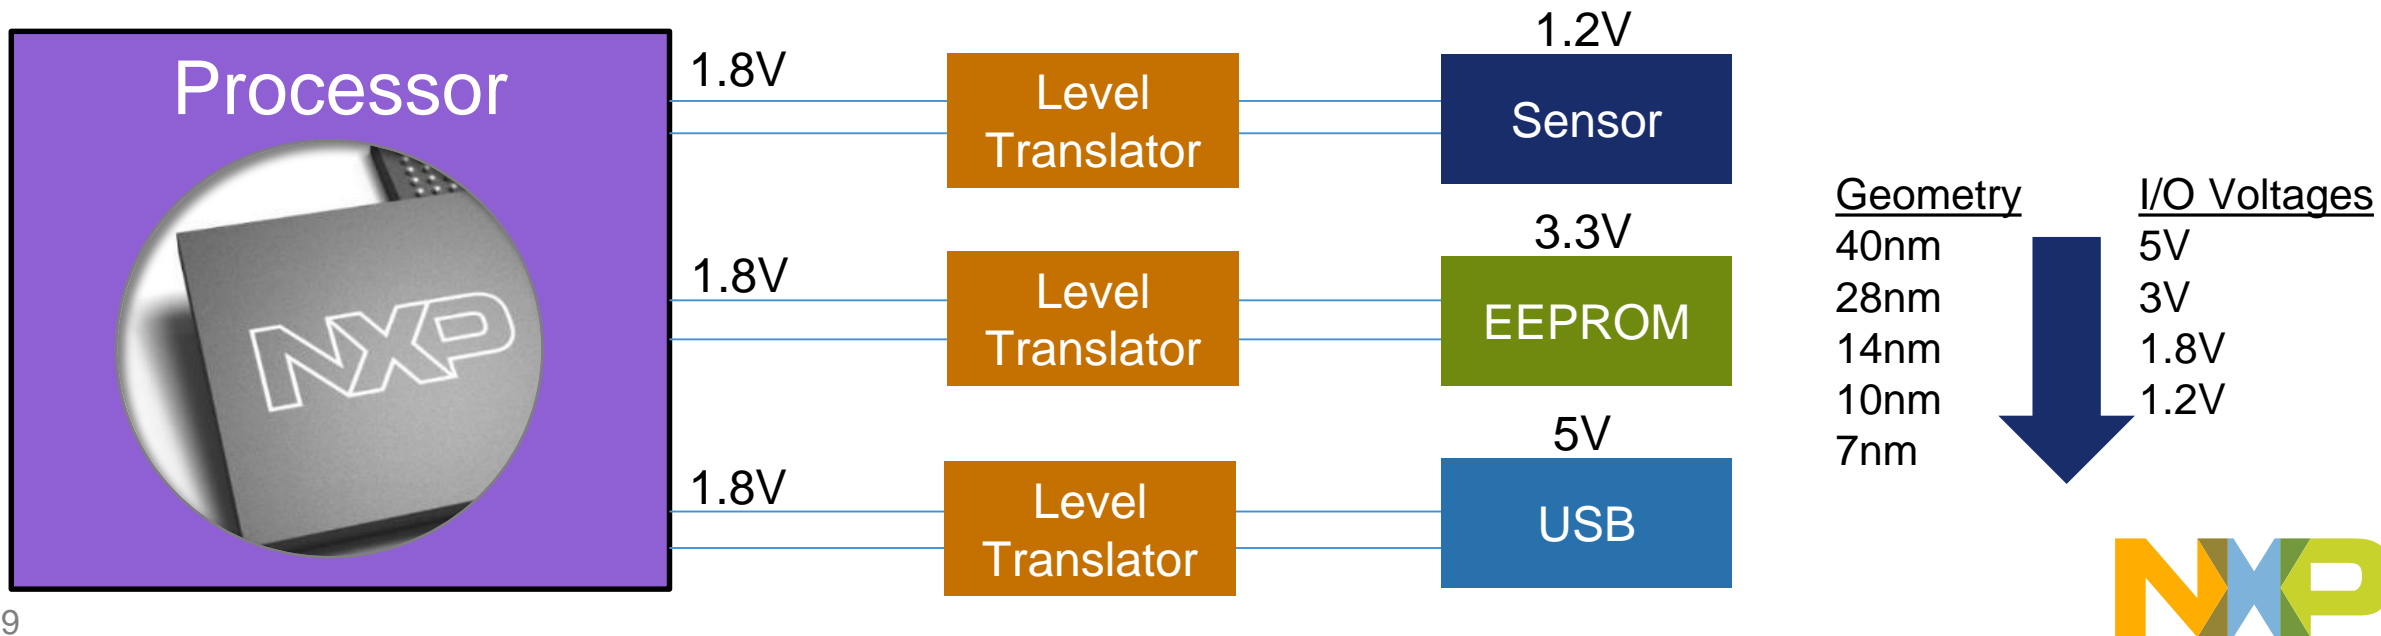 Processor
NXP
1.8V
Level
Translator
1.2V
Sensor
1.8V
Level
Translator
3.3V
EEPROM
1.8V
Level
Translator
5V
USB
Geometry I/O Voltages
40nm 5V
28nm 3V
14nm 1.8V
10nm 1.2V
7nm
NXP
9